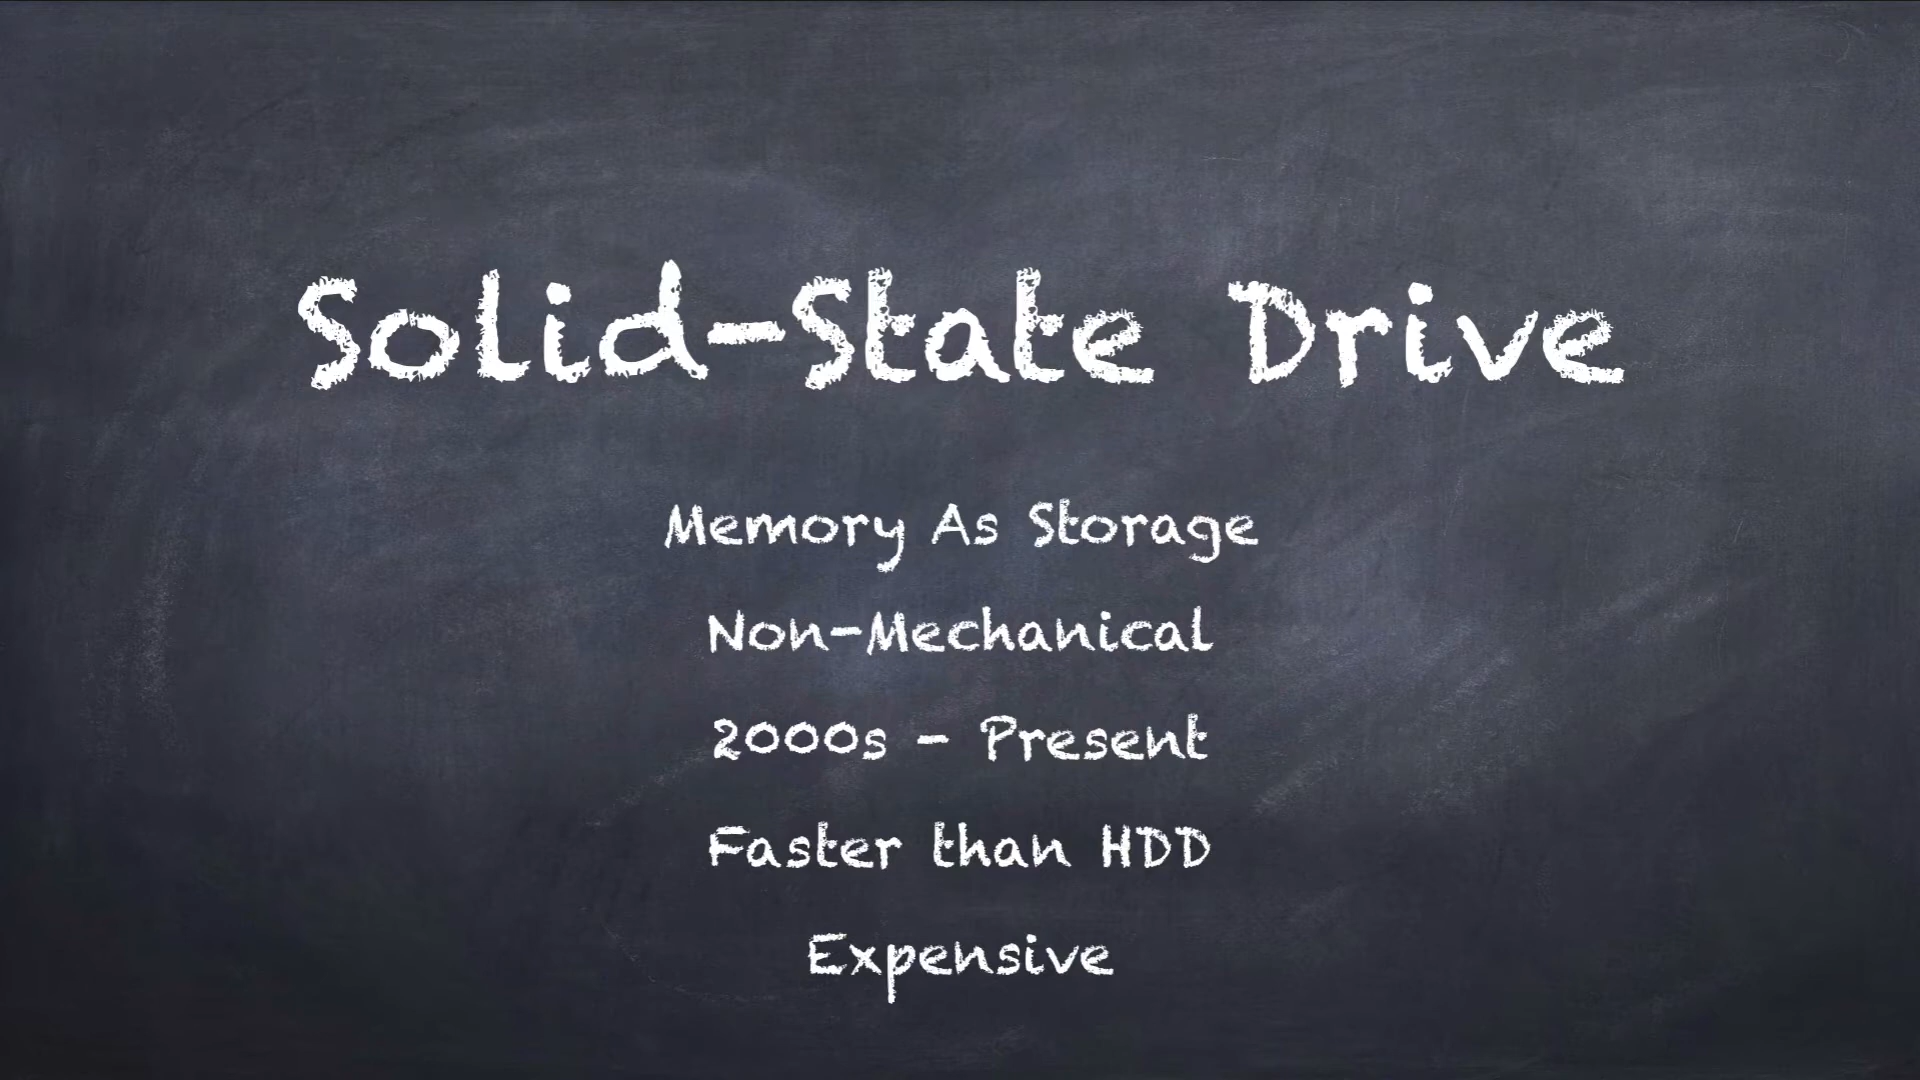 Solid-State Drive
Memory As Storage
Non-Mechanical
2000s - Present
Faster than HDD
Expensive